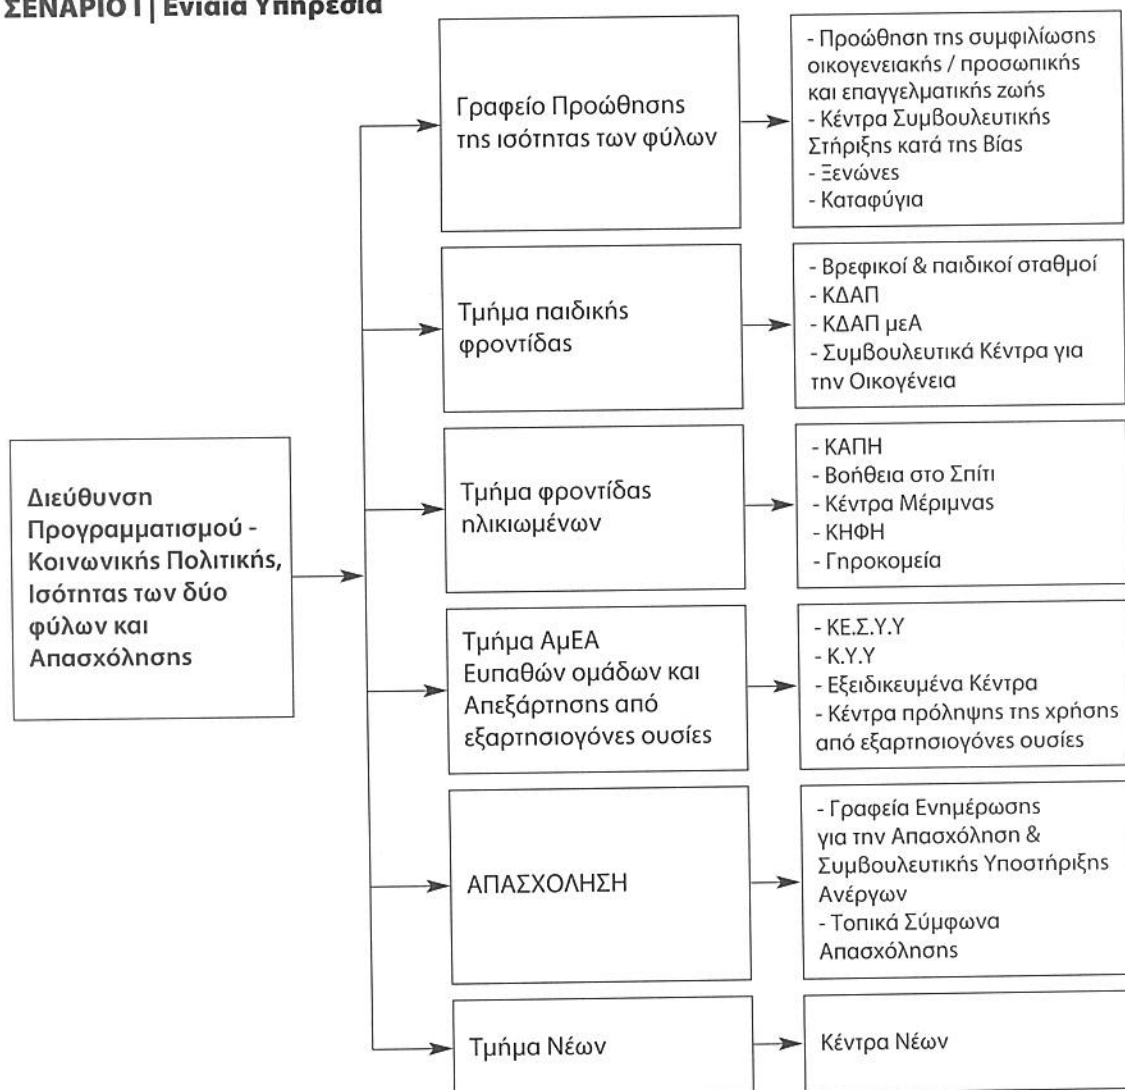 ΣΕΝΑΡΙΟ Ι | Ενιαία Υπηρεσία
Διεύθυνση
Προγραμματισμού -
Κοινωνικής Πολιτικής,
Ισότητας των δύο
φύλων και
Απασχόλησης
Γραφείο Προώθησης
της ισότητας των φύλων
- Προώθηση της συμφιλίωσης
οικογενειακής / προσωπικής
και επαγγελματικής ζωής
- Κέντρα Συμβουλευτικής
Στήριξης κατά της Βίας
- Ξενώνες
- Καταφύγια
Τμήμα παιδικής
φροντίδας
- Βρεφικοί & παιδικοί σταθμοί
- ΚΔΑΠ
- ΚΔΑΠ μεΑ
- Συμβουλευτικά Κέντρα για
την Οικογένεια
Τμήμα φροντίδας
ηλικιωμένων
- ΚΑΠΗ
- Βοήθεια στο Σπίτι
- Κέντρα Μέριμνας
- ΚΗΦΗ
- Γηροκομεία
Τμήμα ΑμΕΑ
Ευπαθών ομάδων και
Απεξάρτησης από
εξαρτησιογόνες ουσίες
- ΚΕ.Σ.Υ.Υ
- Κ.Υ.Υ
- Εξειδικευμένα Κέντρα
- Κέντρα πρόληψης της χρήσης
από εξαρτησιογόνες ουσίες
ΑΠΑΣΧΟΛΗΣΗ
- Γραφεία Ενημέρωσης
για την Απασχόληση &
Συμβουλευτικής Υποστήριξης
Ανέργων
- Τοπικά Σύμφωνα
Απασχόλησης
Τμήμα Νέων
Κέντρα Νέων